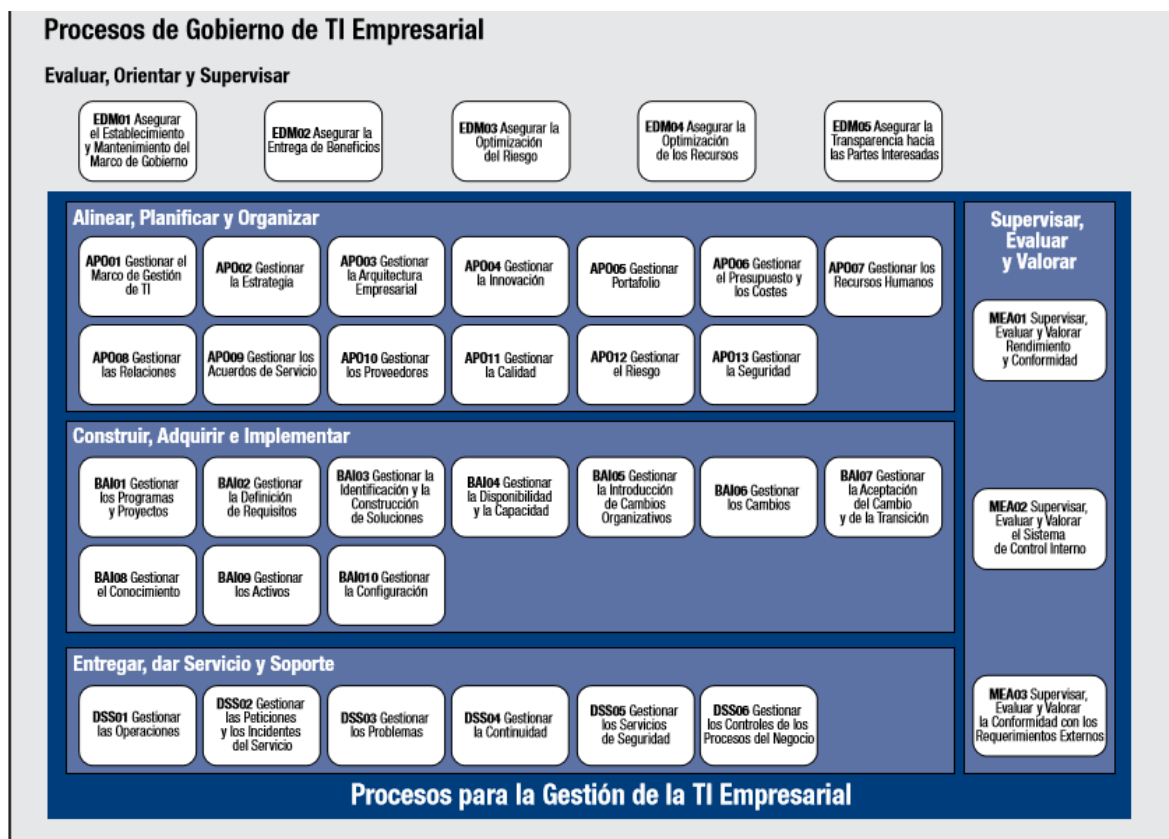 Procesos de Gobierno de TI Empresarial
Evaluar, Orientar y Supervisar
EDM01 Asegurar
el Establecimiento
y Mantenimiento del
Marco de Gobierno
EDM02 Asegurar la
Entrega de Beneficios
EDM03 Asegurar la
Optimización
del Riesgo
EDM04 Asegurar la
Optimización
de los Recursos
EDM05 Asegurar la
Transparencia hacia
las Partes Interesadas
Alinear, Planificar y Organizar
APO01 Gestionar el
Marco de Gestión
de TI
APO02 Gestionar
la Estrategia
APO03 Gestionar
la Arquitectura
Empresarial
APO04 Gestionar
la Innovación
APO05 Gestionar
Portafolio
APO06 Gestionar
el Presupuesto y
los Costes
APO07 Gestionar los
Recursos Humanos
APO08 Gestionar
las Relaciones
APO09 Gestionar los
Acuerdos de Servicio
APO10 Gestionar
los Proveedores
APO11 Gestionar
la Calidad
APO12 Gestionar
el Riesgo
APO13 Gestionar
la Seguridad
Construir, Adquirir e Implementar
BAI01 Gestionar
los Programas
y Proyectos
BAI02 Gestionar
la Definición
de Requisitos
BAI03 Gestionar la
Identificación y la
Construcción
de Soluciones
BAI04 Gestionar
la Disponibilidad
y la Capacidad
BAI05 Gestionar
la Introducción
de Cambios
Organizativos
BAI06 Gestionar
los Cambios
BAI07 Gestionar
la Aceptación
del Cambio
y de la Transición
BAI08 Gestionar
el Conocimiento
BAI09 Gestionar
los Activos
BAI010 Gestionar
la Configuración
Entregar, dar Servicio y Soporte
DSS01 Gestionar
las Operaciones
DSS02 Gestionar
las Peticiones
y los Incidentes
del Servicio
DSS03 Gestionar
los Problemas
DSS04 Gestionar
la Continuidad
DSS05 Gestionar
los Servicios
de Seguridad
DSS06 Gestionar
los Controles de los
Procesos del Negocio
Supervisar,
Evaluar
y Valorar
MEA01 Supervisar,
Evaluar y Valorar
Rendimiento
y Conformidad
MEA02 Supervisar,
Evaluar y Valorar
el Sistema
de Control Interno
MEA03 Supervisar,
Evaluar y Valorar
la Conformidad con los
Requerimientos Externos
Procesos para la Gestión de la TI Empresarial